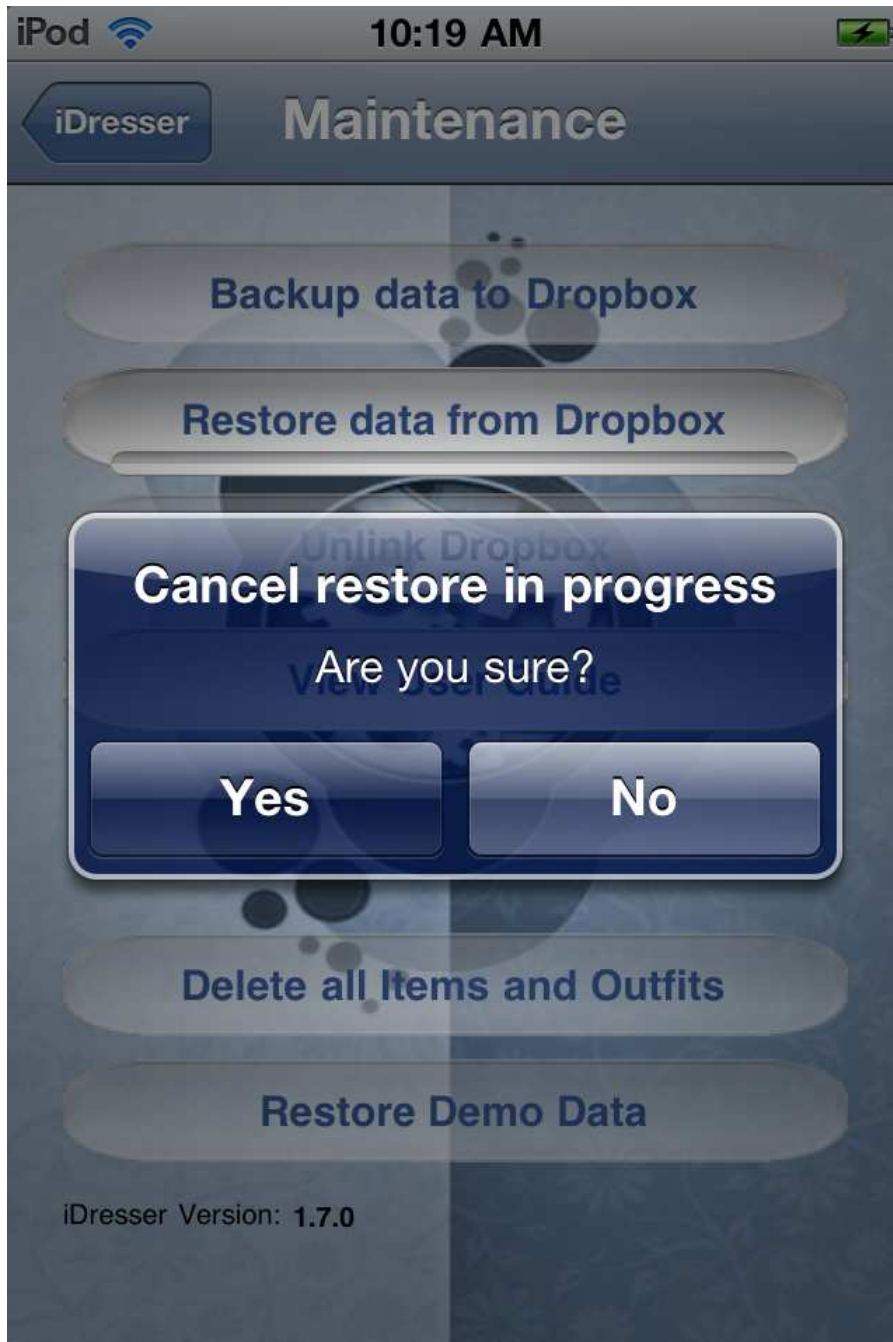 iPod 10:19 AM
iDresser Maintenance
Backup data to Dropbox
Restore data from Dropbox
Unlink Dropbox
Cancel restore in progress
Are you sure?
View User Guide
Yes No
Delete all Items and Outfits
Restore Demo Data
iDresser Version: 1.7.0